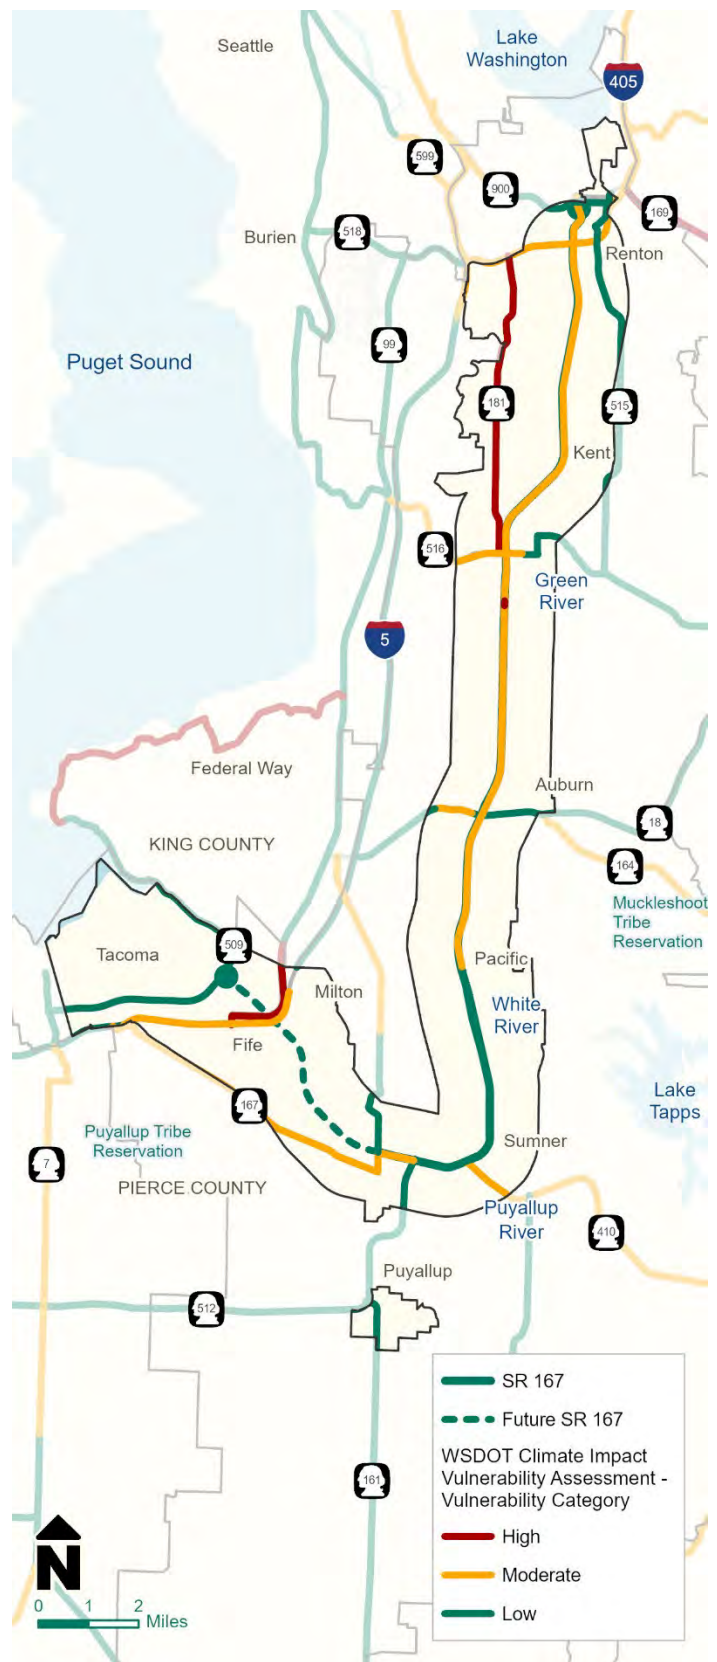 Seattle
Lake
Washington
405
599
900
169
518
Burien
Renton
99
Puget Sound
181
515
Kent
516
Green
River
5
Federal Way
Auburn
18
KING COUNTY
164
Muckleshoot
Tribe
Reservation
509
Tacoma
Pacific
Milton
White
River
Fife
Lake
Tapps
167
Puyallup Tribe
Reservation
Sumner
7
PIERCE COUNTY
Puyallup
River
410
Puyallup
512
161
SR 167
Future SR 167
WSDOT Climate Impact
Vulnerability Assessment -
Vulnerability Category
High
Moderate
Low
N
0 1 2
Miles